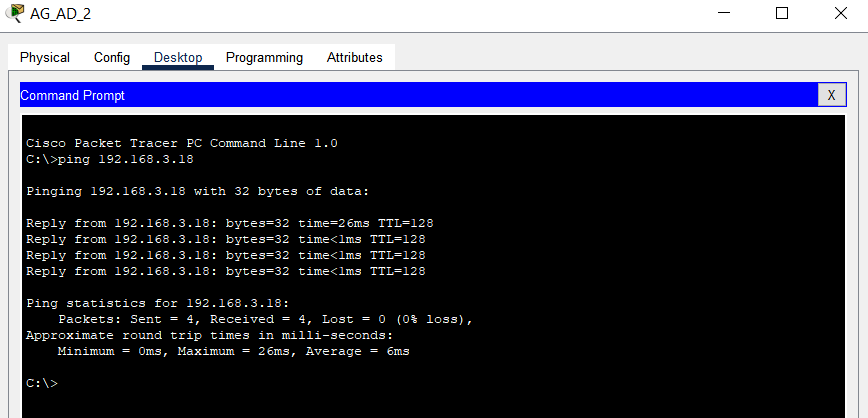 AG_AD_2
Physical Config Desktop Programming Attributes
Command Prompt X
Cisco Packet Tracer PC Command Line 1.0
C:\>ping 192.168.3.18
Pinging 192.168.3.18 with 32 bytes of data:
Reply from 192.168.3.18: bytes=32 time=26ms TTL=128
Reply from 192.168.3.18: bytes=32 time<1ms TTL=128
Reply from 192.168.3.18: bytes=32 time<1ms TTL=128
Reply from 192.168.3.18: bytes=32 time<1ms TTL=128
Ping statistics for 192.168.3.18:
Packets: Sent = 4, Received = 4, Lost = 0 (0% loss),
Approximate round trip times in milli-seconds:
Minimum = 0ms, Maximum = 26ms, Average = 6ms
C:\>